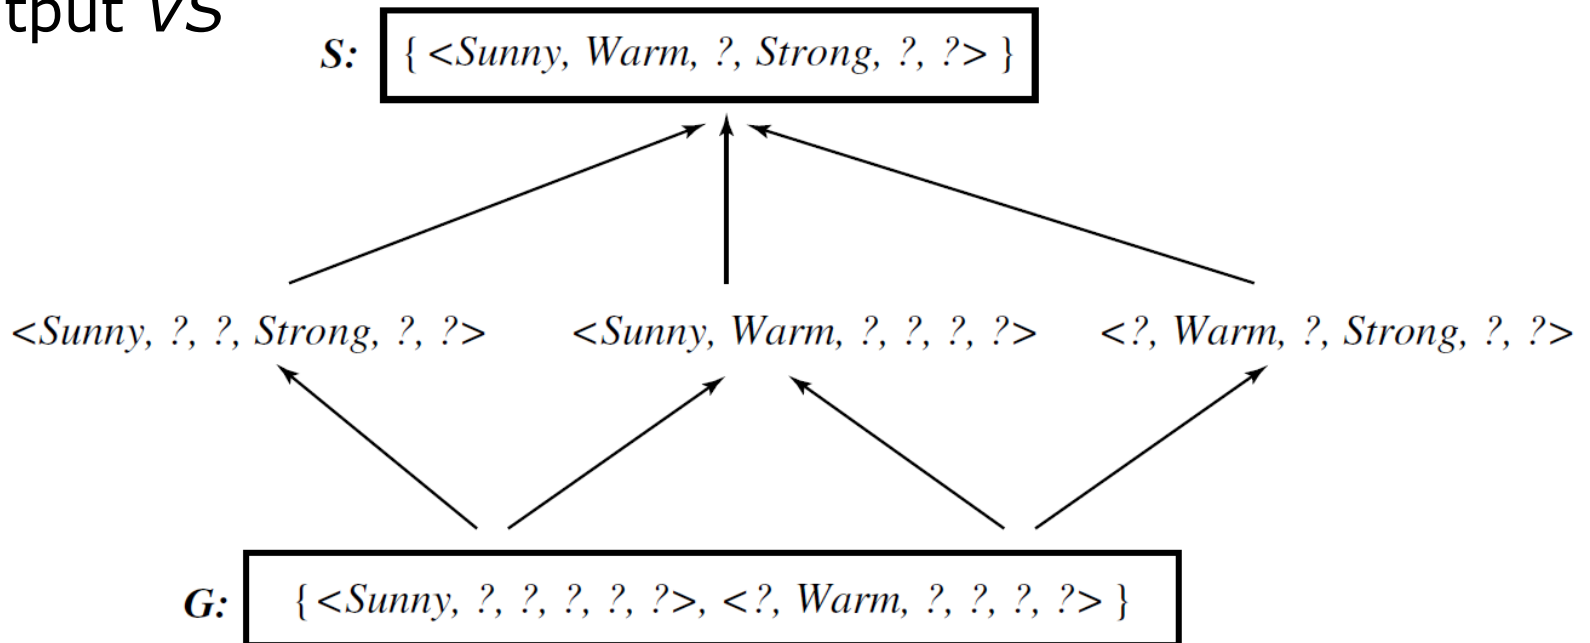 tput VS
S: { <Sunny, Warm, ?, Strong, ?, ?> }
<Sunny, ?, ?, Strong, ?, ?> <Sunny, Warm, ?, ?, ?, ?> <?, Warm, ?, Strong, ?, ?>
G: { <Sunny, ?, ?, ?, ?, ?>, <?, Warm, ?, ?, ?, ?> }